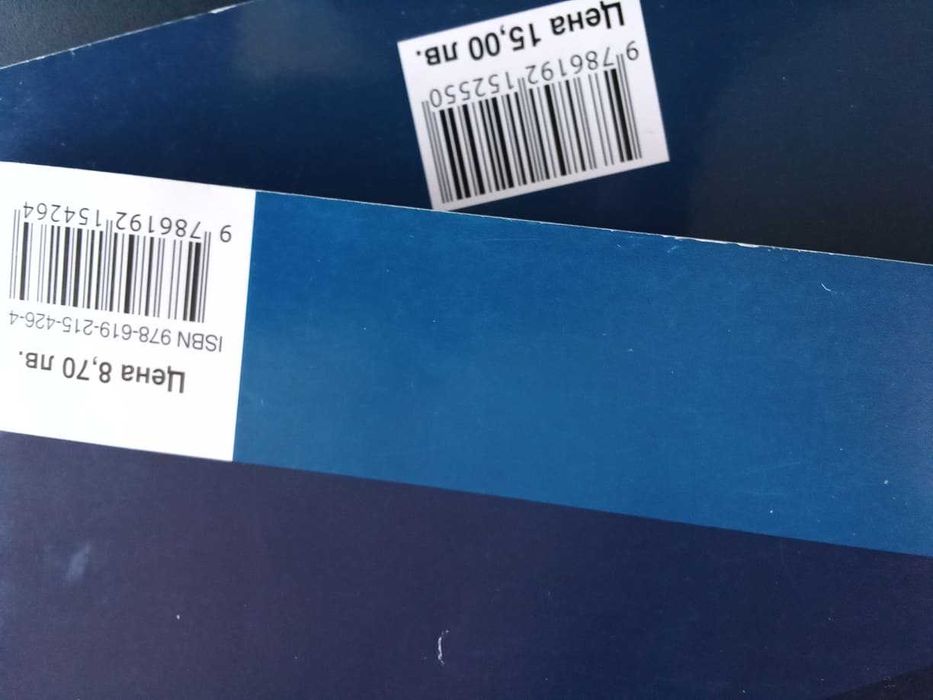 Цена 15,00 лв.
9 786192 152550
9 786192 154264
ISBN 978-619-215-426-4
Цена 8,70 лв.